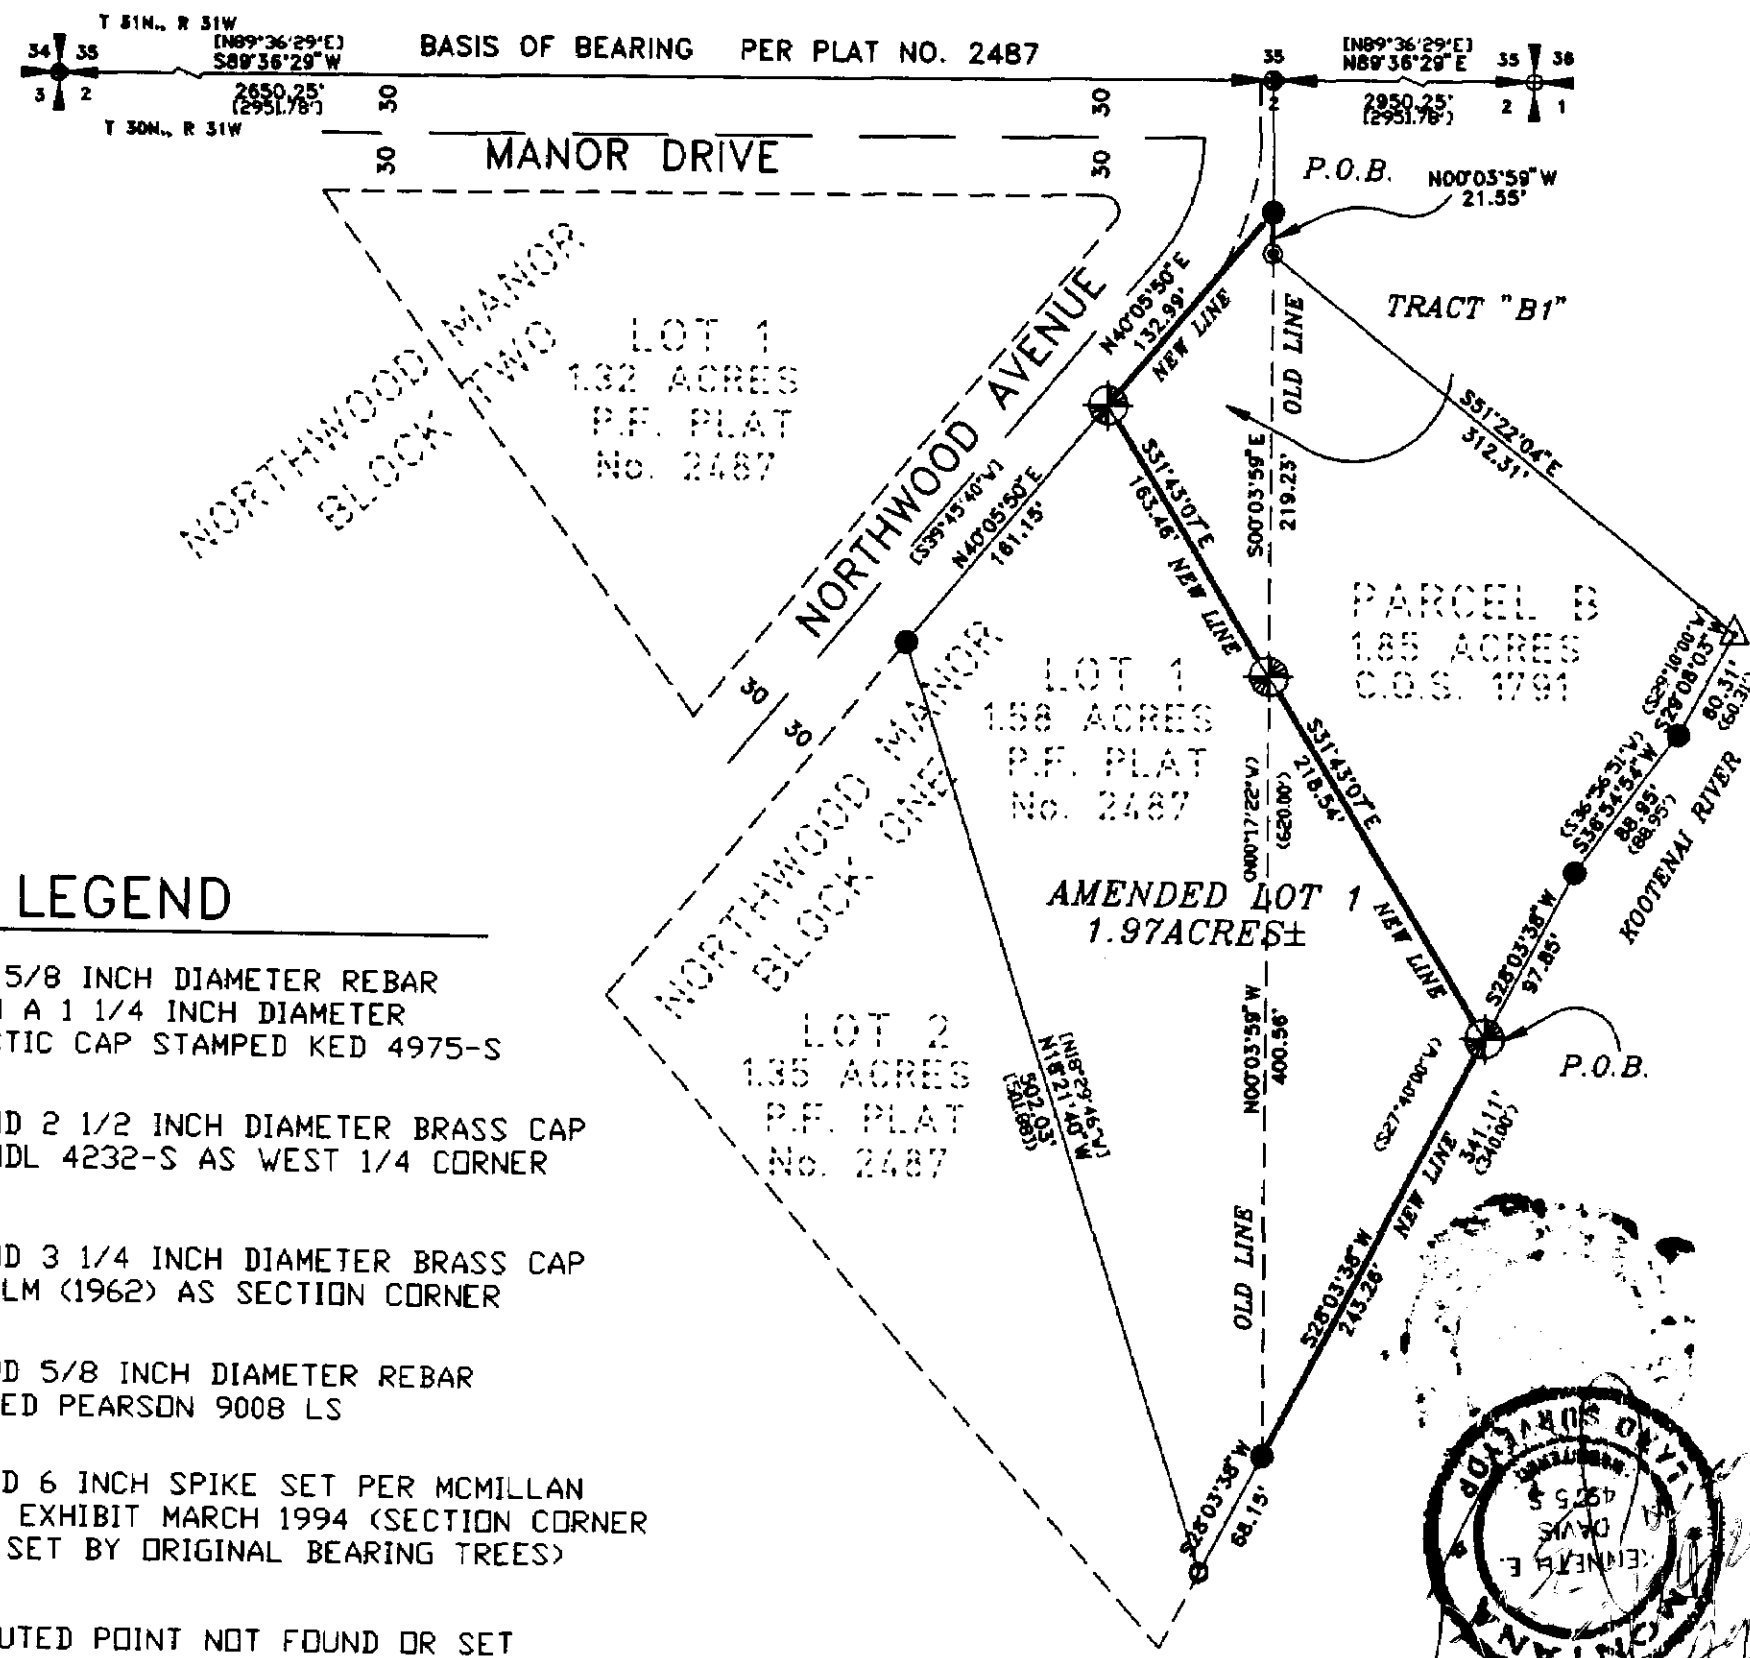 T 31N., R 31W
[N89°36'29"E]
S89°36'29"W
BASIS OF BEARING PER PLAT NO. 2487
[N89°36'29"E]
N89°36'29"E
34 35
35
35 36
3 2
2
2 1
2650.25'
(2951.78')
2950.25'
(2951.78')
T 30N., R 31W
30
30
MANOR DRIVE
30
30
P.O.B.
N00°03'59"W
21.55'
NORTHWOOD MANOR
BLOCK TWO
LOT 1
1.32 ACRES
P.F. PLAT
No. 2487
NORTHWOOD AVENUE
N40°05'50"E
132.99'
NEW LINE
OLD LINE
TRACT "B1"
S51°22'04"E
312.31'
(S39°45'40"W)
N40°05'50"E
161.15'
S31°43'07"E
163.46' NEW LINE
S00°03'59"E
219.23'
30
30
PARCEL B
1.85 ACRES
C.O.S. 1791
(S29°10'00"W)
S29°08'03"W
80.31'
(60.31')
LOT 1
1.58 ACRES
P.F. PLAT
No. 2487
S31°43'07"E
218.54'
(N00°17'22"W)
(620.00')
(S36°56'51"W)
S36°54'54"W
88.95'
(88.95')
KOOTENAI RIVER
NORTHWOOD MANOR
BLOCK ONE
AMENDED LOT 1
1.97ACRES±
NEW LINE
S28°03'38"W
97.85'
LEGEND
5/8 INCH DIAMETER REBAR
A 1 1/4 INCH DIAMETER
TIC CAP STAMPED KED 4975-S
LOT 2
1.35 ACRES
P.F. PLAT
No. 2487
[N18°29'46"W]
N18°21'40"W
502.03'
N00°03'59"W
400.56'
P.O.B.
(S27°40'00"W)
341.11'
(340.00')
NEW LINE
D 2 1/2 INCH DIAMETER BRASS CAP
DL 4232-S AS WEST 1/4 CORNER
OLD LINE
S28°03'38"W
243.26'
D 3 1/4 INCH DIAMETER BRASS CAP
LM (1962) AS SECTION CORNER
D 5/8 INCH DIAMETER REBAR
ED PEARSON 9008 LS
D 6 INCH SPIKE SET PER MCMILLAN
EXHIBIT MARCH 1994 (SECTION CORNER
SET BY ORIGINAL BEARING TREES)
S28°03'38"W
68.15'
UTED POINT NOT FOUND OR SET
MONTANA
KENNETH E.
DAVIS
4975 S
REGISTERED
LAND SURVEYOR